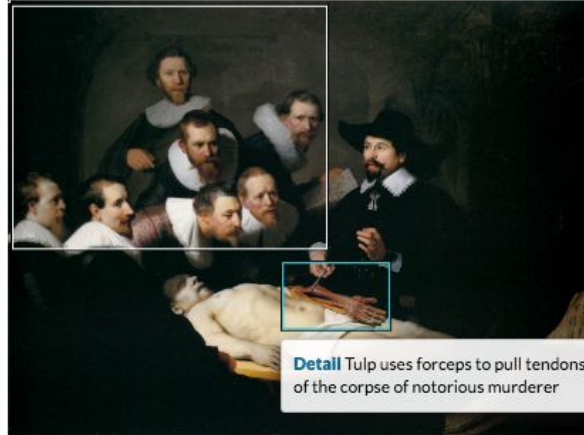 Detail Tulp uses forceps to pull tendons
of the corpse of notorious murderer